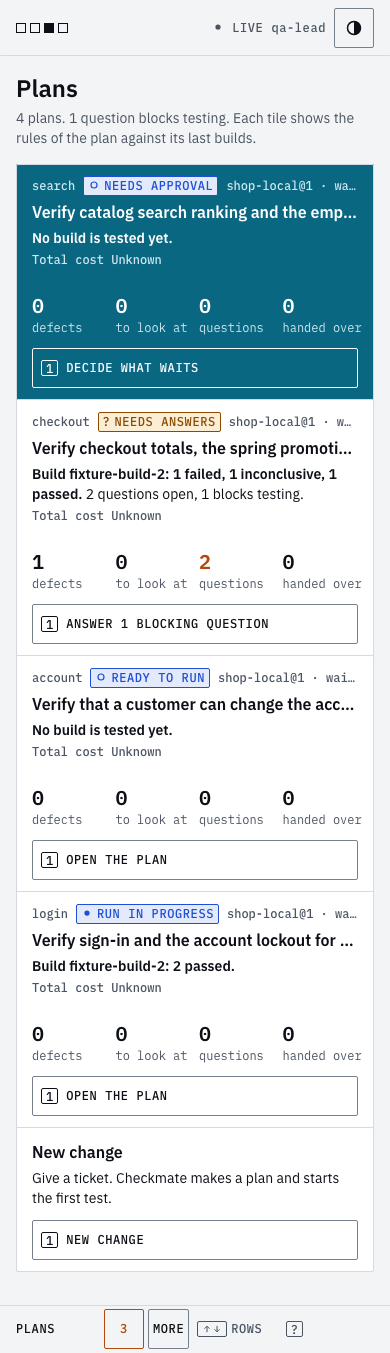 LIVE qa-lead
Plans
4 plans. 1 question blocks testing. Each tile shows the
rules of the plan against its last builds.
search NEEDS APPROVAL shop-local@1 · wa…
Verify catalog search ranking and the emp…
No build is tested yet.
Total cost Unknown
0 0 0 0
defects to look at questions handed over
1 DECIDE WHAT WAITS
checkout ? NEEDS ANSWERS shop-local@1 · w…
Verify checkout totals, the spring promoti…
Build fixture-build-2: 1 failed, 1 inconclusive, 1
passed. 2 questions open, 1 blocks testing.
Total cost Unknown
1 0 2 0
defects to look at questions handed over
1 ANSWER 1 BLOCKING QUESTION
account READY TO RUN shop-local@1 · wai…
Verify that a customer can change the acc…
No build is tested yet.
Total cost Unknown
0 0 0 0
defects to look at questions handed over
1 OPEN THE PLAN
login RUN IN PROGRESS shop-local@1 · wa…
Verify sign-in and the account lockout for …
Build fixture-build-2: 2 passed.
Total cost Unknown
0 0 0 0
defects to look at questions handed over
1 OPEN THE PLAN
New change
Give a ticket. Checkmate makes a plan and starts
the first test.
1 NEW CHANGE
PLANS 3 MORE ↑↓ ROWS ?